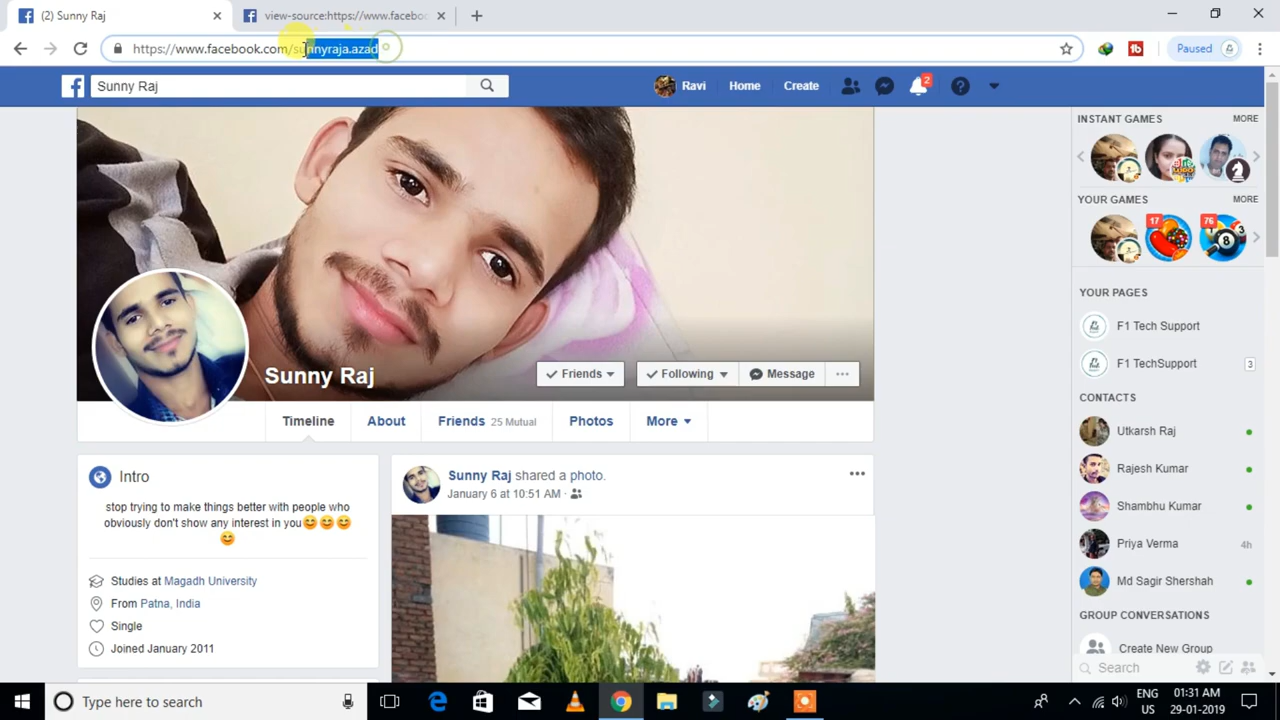 (2) Sunny Raj
view-source:https://www.facebo
https://www.facebook.com/sunnyraja.azad
Paused
Sunny Raj
Ravi
Home
Create
2
INSTANT GAMES
MORE
YOUR GAMES
MORE
17
76
Sunny Raj
Friends
Following
Message
Timeline
About
Friends 25 Mutual
Photos
More
YOUR PAGES
F1 Tech Support
F1 TechSupport
3
CONTACTS
Utkarsh Raj
Rajesh Kumar
Shambhu Kumar
Priya Verma
4h
Md Sagir Shershah
GROUP CONVERSATIONS
Create New Group
Search
Intro
stop trying to make things better with people who
obviously don't show any interest in you😊😊😊
😊
Studies at Magadh University
From Patna, India
Single
Joined January 2011
Sunny Raj shared a photo.
January 6 at 10:51 AM ·
Type here to search
ENG
US
01:31 AM
29-01-2019